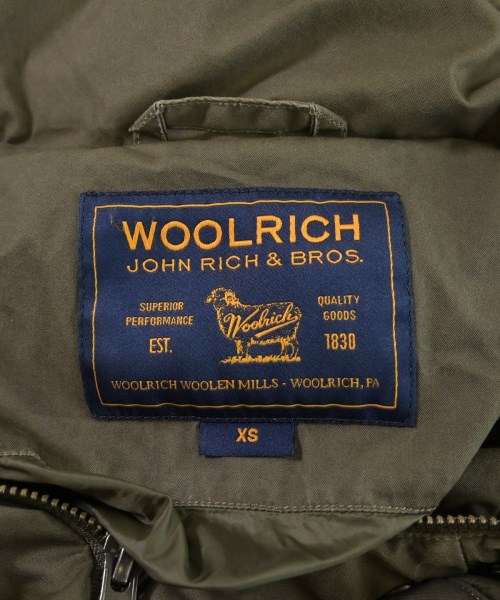 WOOLRICH
JOHN RICH & BROS.
SUPERIOR
PERFORMANCE
EST.
Woolrich
QUALITY
GOODS
1830
WOOLRICH WOOLEN MILLS - WOOLRICH, PA
XS